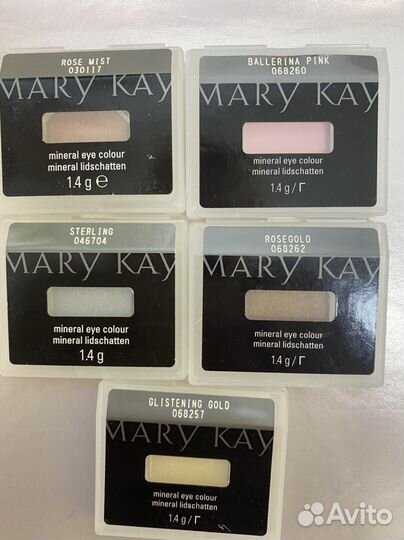 ROSE MIST
030117
MARY KAY
mineral eye colour
mineral lidschatten
1.4 g ℮
BALLERINA PINK
068260
MARY KAY
mineral eye colour
mineral lidschatten
1.4 g / Г
STERLING
046704
MARY KAY
mineral eye colour
mineral lidschatten
1.4 g
ROSEGOLD
068262
MARY KAY
mineral eye colour
mineral lidschatten
1.4 g / Г
GLISTENING GOLD
068257
MARY KAY
mineral eye colour
mineral lidschatten
1.4 g / Г
Avito